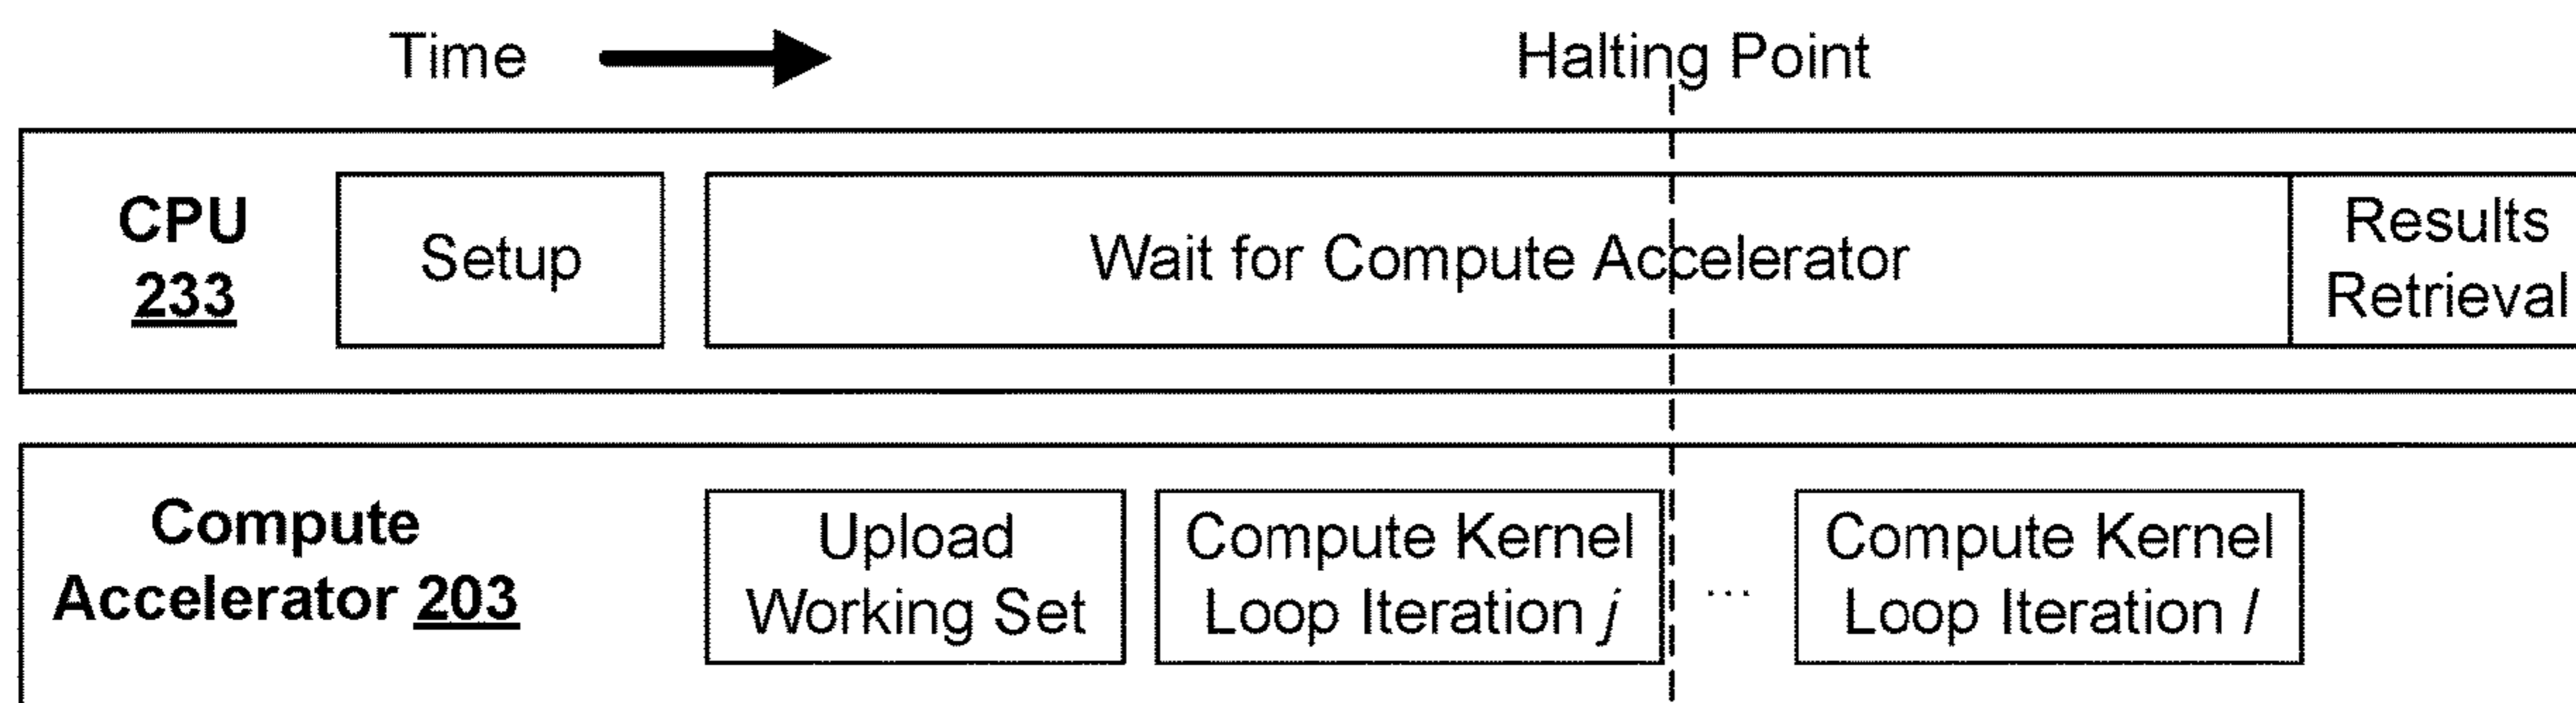 Time
Halting Point
CPU
233
Setup
Wait for Compute Accelerator
Results
Retrieval
Compute
Accelerator 203
Upload
Working Set
Compute Kernel
Loop Iteration j
...
Compute Kernel
Loop Iteration l